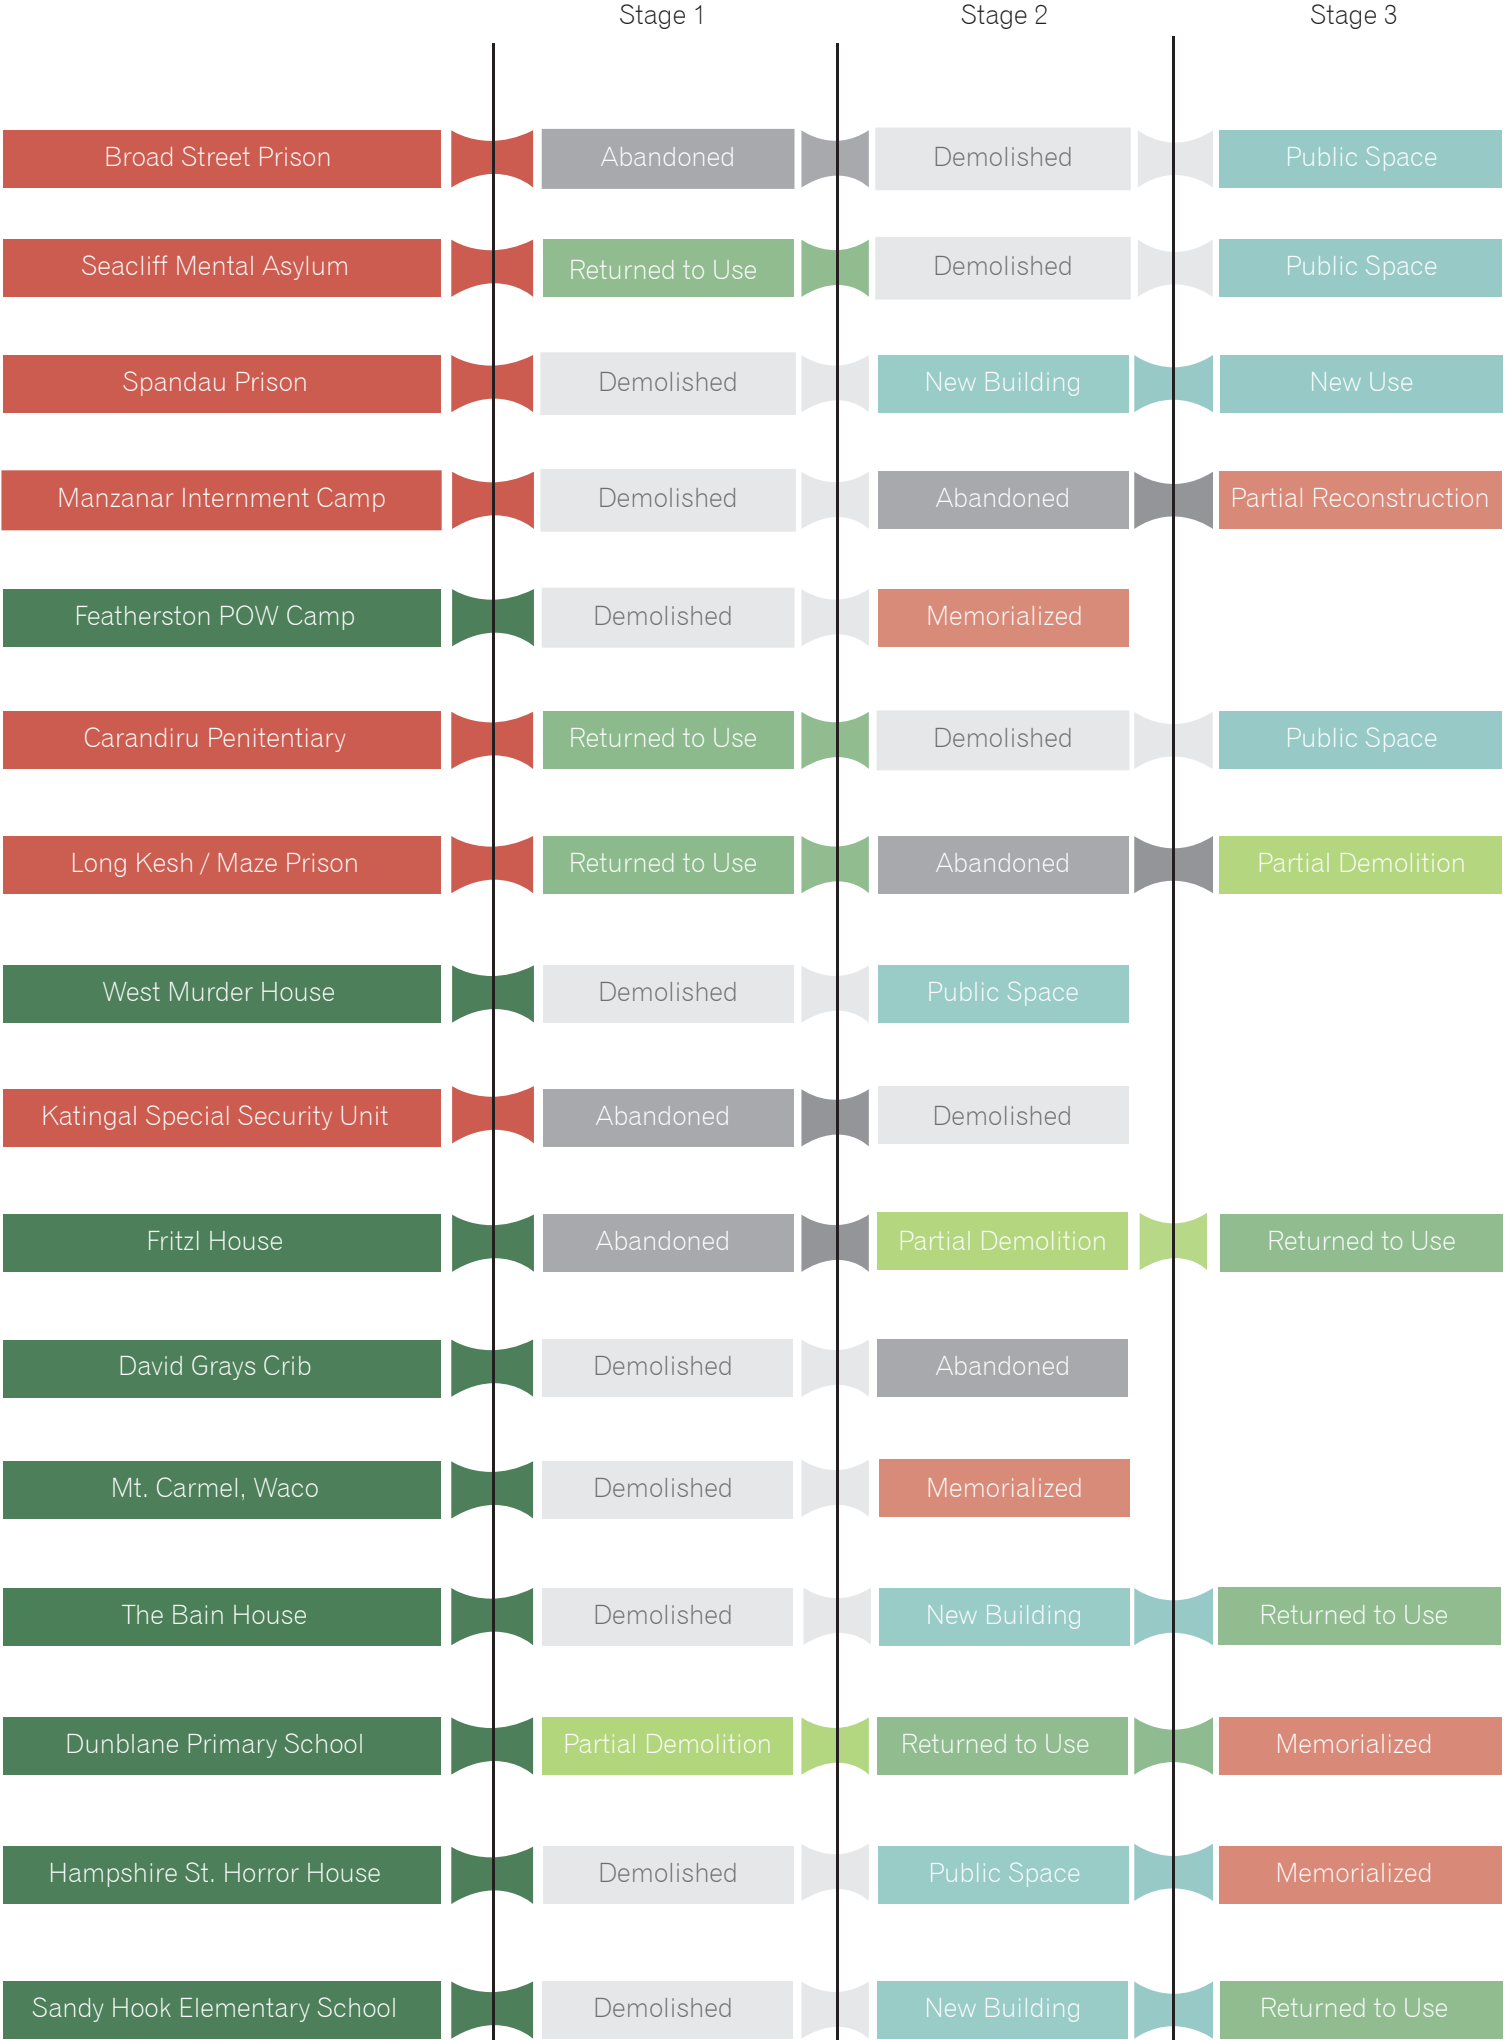 Stage 1
Stage 2
Stage 3
Broad Street Prison
Abandoned
Demolished
Public Space
Seacliff Mental Asylum
Returned to Use
Demolished
Public Space
Spandau Prison
Demolished
New Building
New Use
Manzanar Internment Camp
Demolished
Abandoned
Partial Reconstruction
Featherston POW Camp
Demolished
Memorialized
Carandiru Penitentiary
Returned to Use
Demolished
Public Space
Long Kesh / Maze Prison
Returned to Use
Abandoned
Partial Demolition
West Murder House
Demolished
Public Space
Katingal Special Security Unit
Abandoned
Demolished
Fritzl House
Abandoned
Partial Demolition
Returned to Use
David Grays Crib
Demolished
Abandoned
Mt. Carmel, Waco
Demolished
Memorialized
The Bain House
Demolished
New Building
Returned to Use
Dunblane Primary School
Partial Demolition
Returned to Use
Memorialized
Hampshire St. Horror House
Demolished
Public Space
Memorialized
Sandy Hook Elementary School
Demolished
New Building
Returned to Use